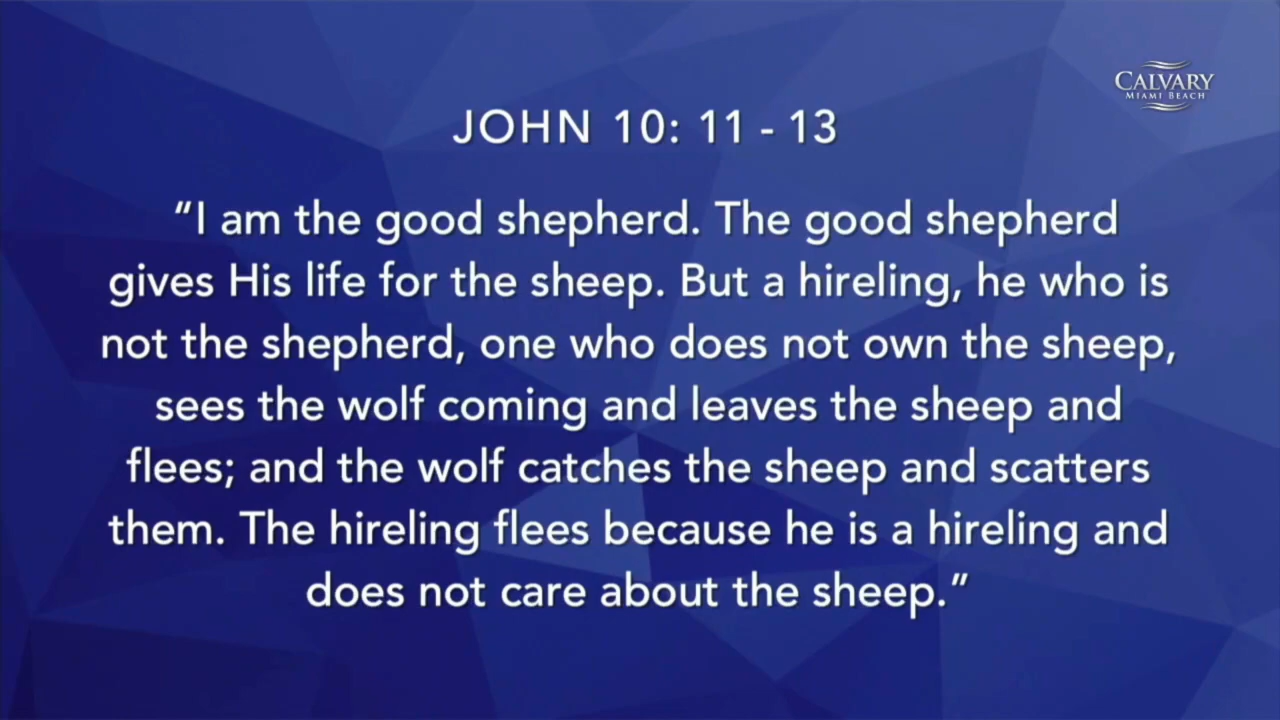 CALVARY
MIAMI BEACH
JOHN 10: 11 - 13
“I am the good shepherd. The good shepherd
gives His life for the sheep. But a hireling, he who is
not the shepherd, one who does not own the sheep,
sees the wolf coming and leaves the sheep and
flees; and the wolf catches the sheep and scatters
them. The hireling flees because he is a hireling and
does not care about the sheep.”